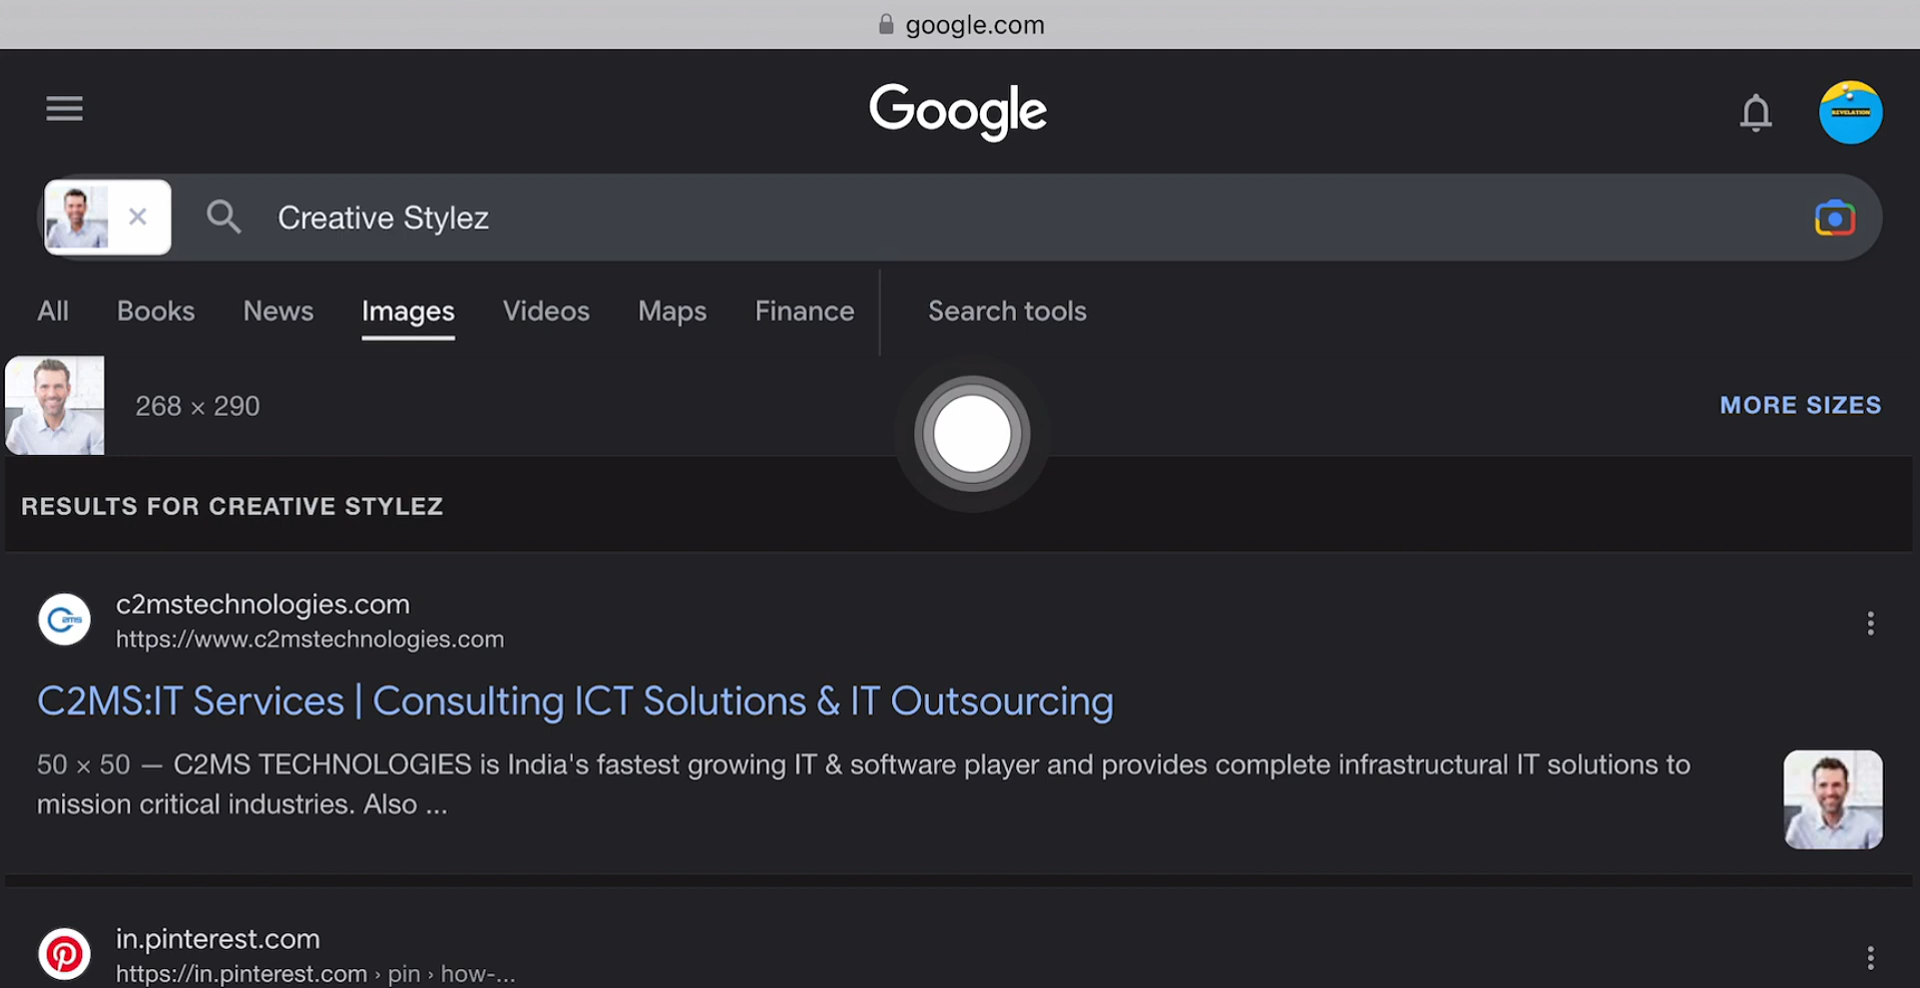 google.com
Google
REVELATION
Creative Stylez
All Books News Images Videos Maps Finance Search tools
268 × 290
MORE SIZES
RESULTS FOR CREATIVE STYLEZ
c2mstechnologies.com
https://www.c2mstechnologies.com
C2MS:IT Services | Consulting ICT Solutions & IT Outsourcing
50 × 50 — C2MS TECHNOLOGIES is India's fastest growing IT & software player and provides complete infrastructural IT solutions to
mission critical industries. Also ...
in.pinterest.com
https://in.pinterest.com › pin › how-...